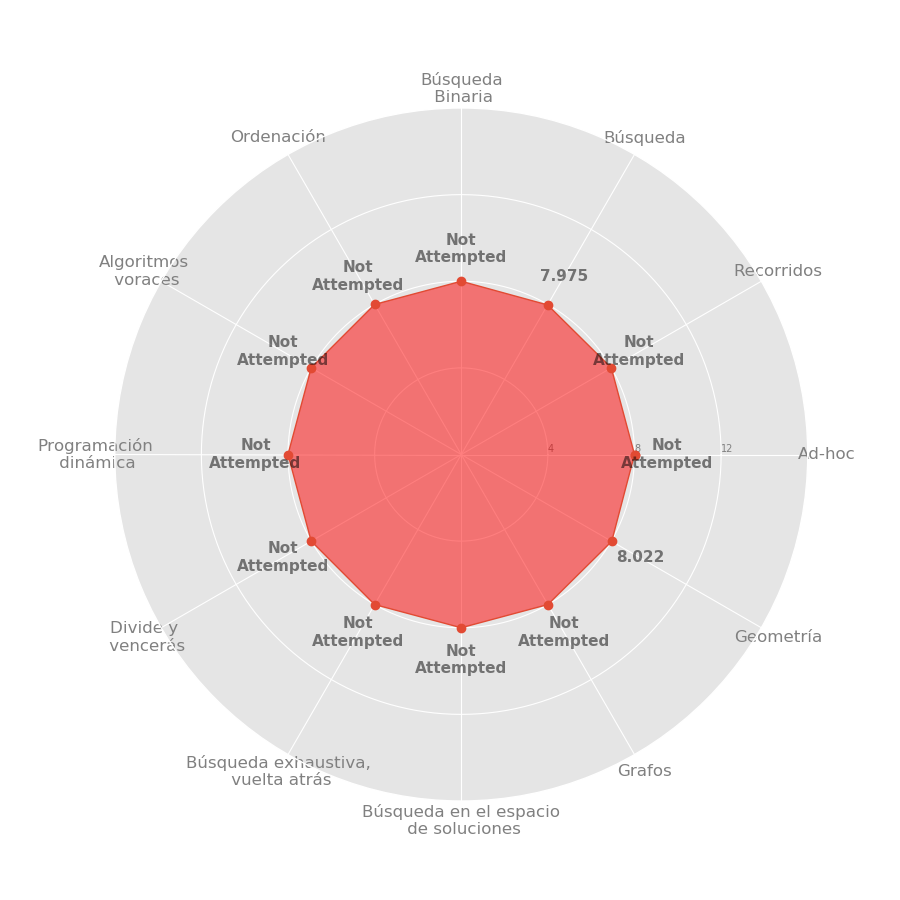 Búsqueda
Binaria
Ordenación
Búsqueda
Not
Attempted
Not
Attempted
7.975
Algoritmos
voraces
Recorridos
Not
Attempted
Not
Attempted
Programación
dinámica
Not
Attempted
4
8
Not
Attempted
12
Ad-hoc
Not
Attempted
8.022
Divide y
vencerás
Not
Attempted
Not
Attempted
Not
Attempted
Geometría
Búsqueda exhaustiva,
vuelta atrás
Grafos
Búsqueda en el espacio
de soluciones